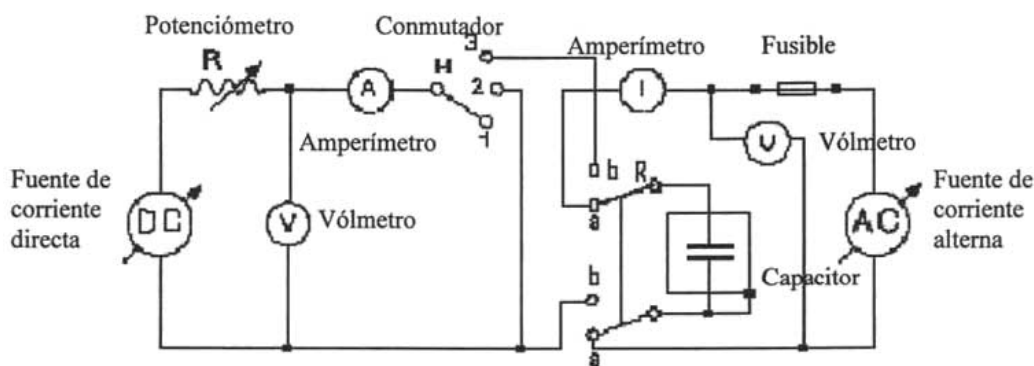 Potenciómetro
Conmutador
Amperímetro
Fusible
R
A
H
3
2
1
I
Amperímetro
V
Vólmetro
Fuente de
corriente
directa
DC
V
Vólmetro
b
R
a
b
a
Capacitor
AC
Fuente de
corriente
alterna